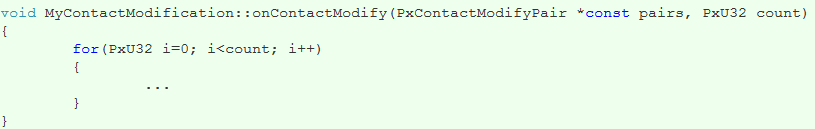 void MyContactModification::onContactModify(PxContactModifyPair *const pairs, PxU32 count)
{
for(PxU32 i=0; i<count; i++)
{
...
}
}